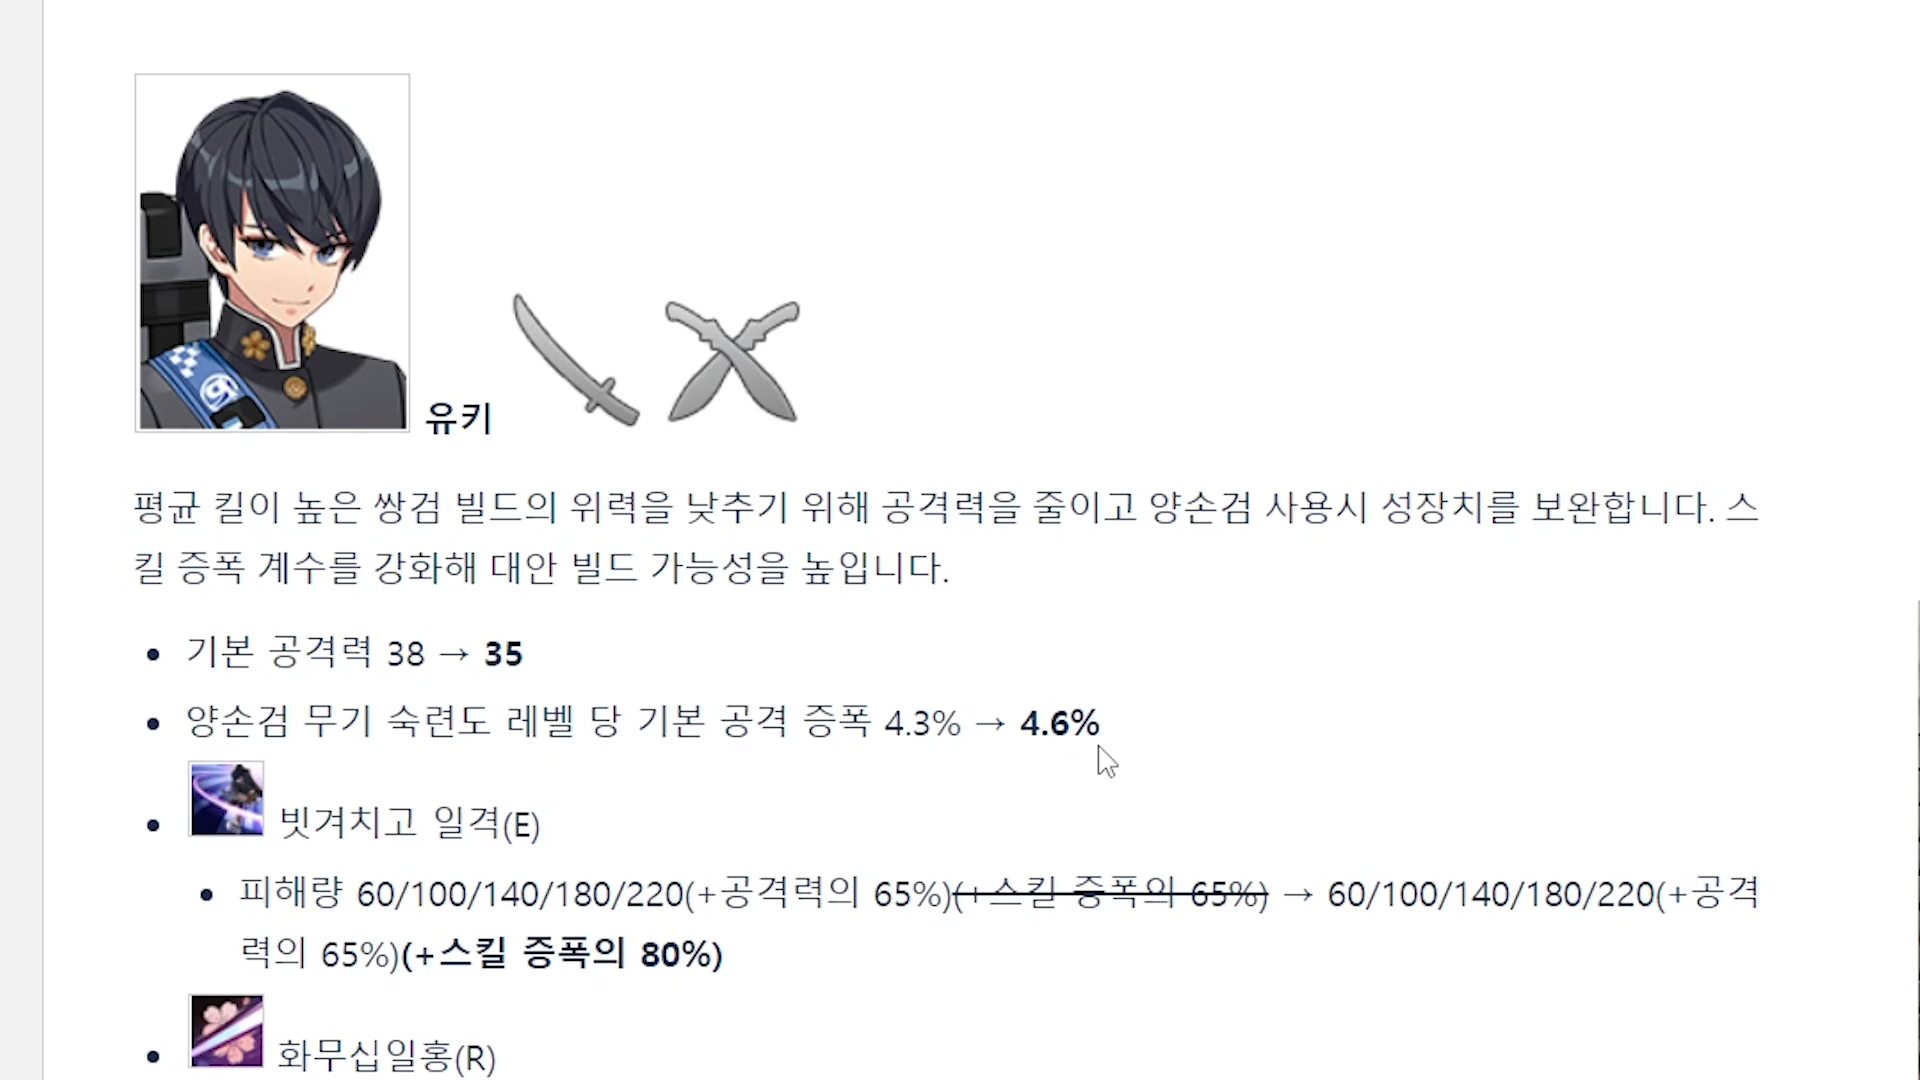 유키
평균 킬이 높은 쌍검 빌드의 위력을 낮추기 위해 공격력을 줄이고 양손검 사용시 성장치를 보완합니다. 스
킬 증폭 계수를 강화해 대안 빌드 가능성을 높입니다.
• 기본 공격력 38 → 35
• 양손검 무기 숙련도 레벨 당 기본 공격 증폭 4.3% → 4.6%
• 빗겨치고 일격(E)
• 피해량 60/100/140/180/220(+공격력의 65%)(+스킬 증폭의 65%) → 60/100/140/180/220(+공격
력의 65%)(+스킬 증폭의 80%)
• 화무십일홍(R)